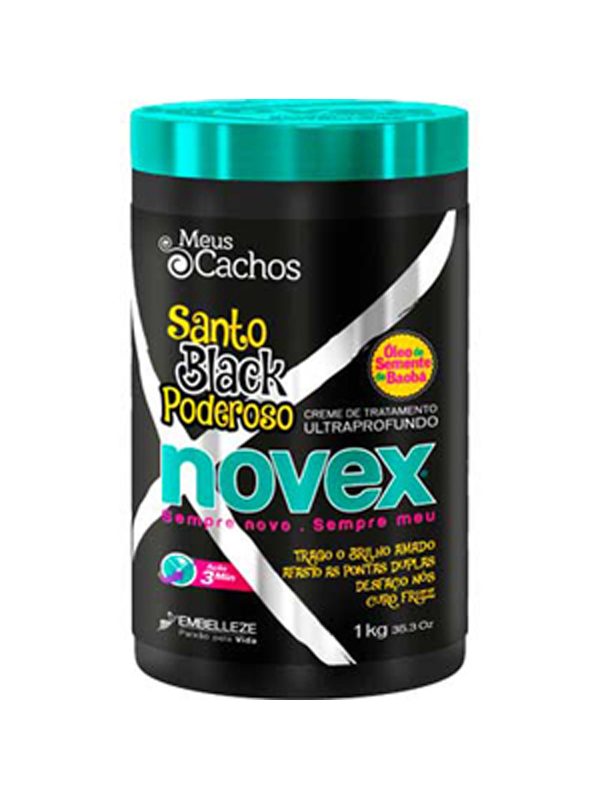 Meus
Cachos
Santo
Black
Poderoso
Óleo de
Semente
de Baobá
CREME DE TRATAMENTO
ULTRAPROFUNDO
novex®
Sempre novo . Sempre meu
TRAGO O BRILHO AMADO
AFASTO AS PONTAS DUPLAS
DESFAÇO NÓS
CURO FRIZZ
Ação
3 Min
EMBELLEZE
Paixão pela Vida
1 kg 35.3 Oz